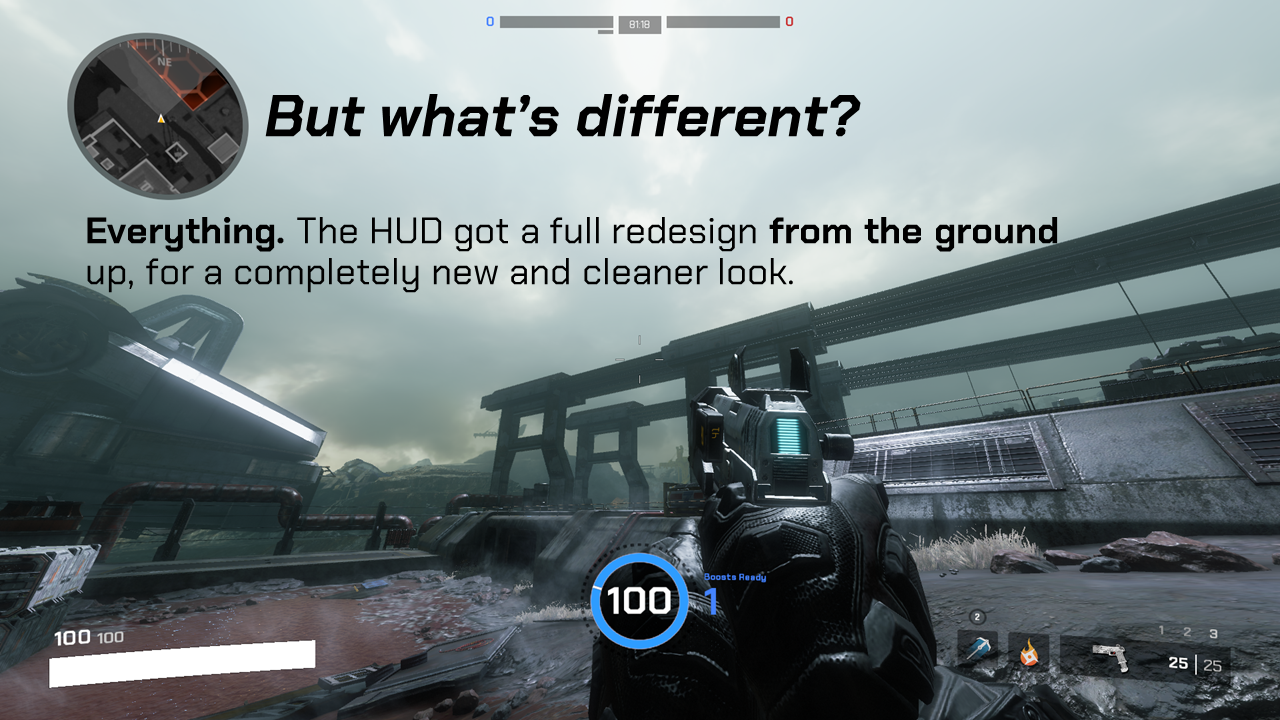 0 81:18 0
NE
But what's different?
Everything. The HUD got a full redesign from the ground
up, for a completely new and cleaner look.
Boosts Ready
100 1
100 100
2
1 2 3
25 | 25